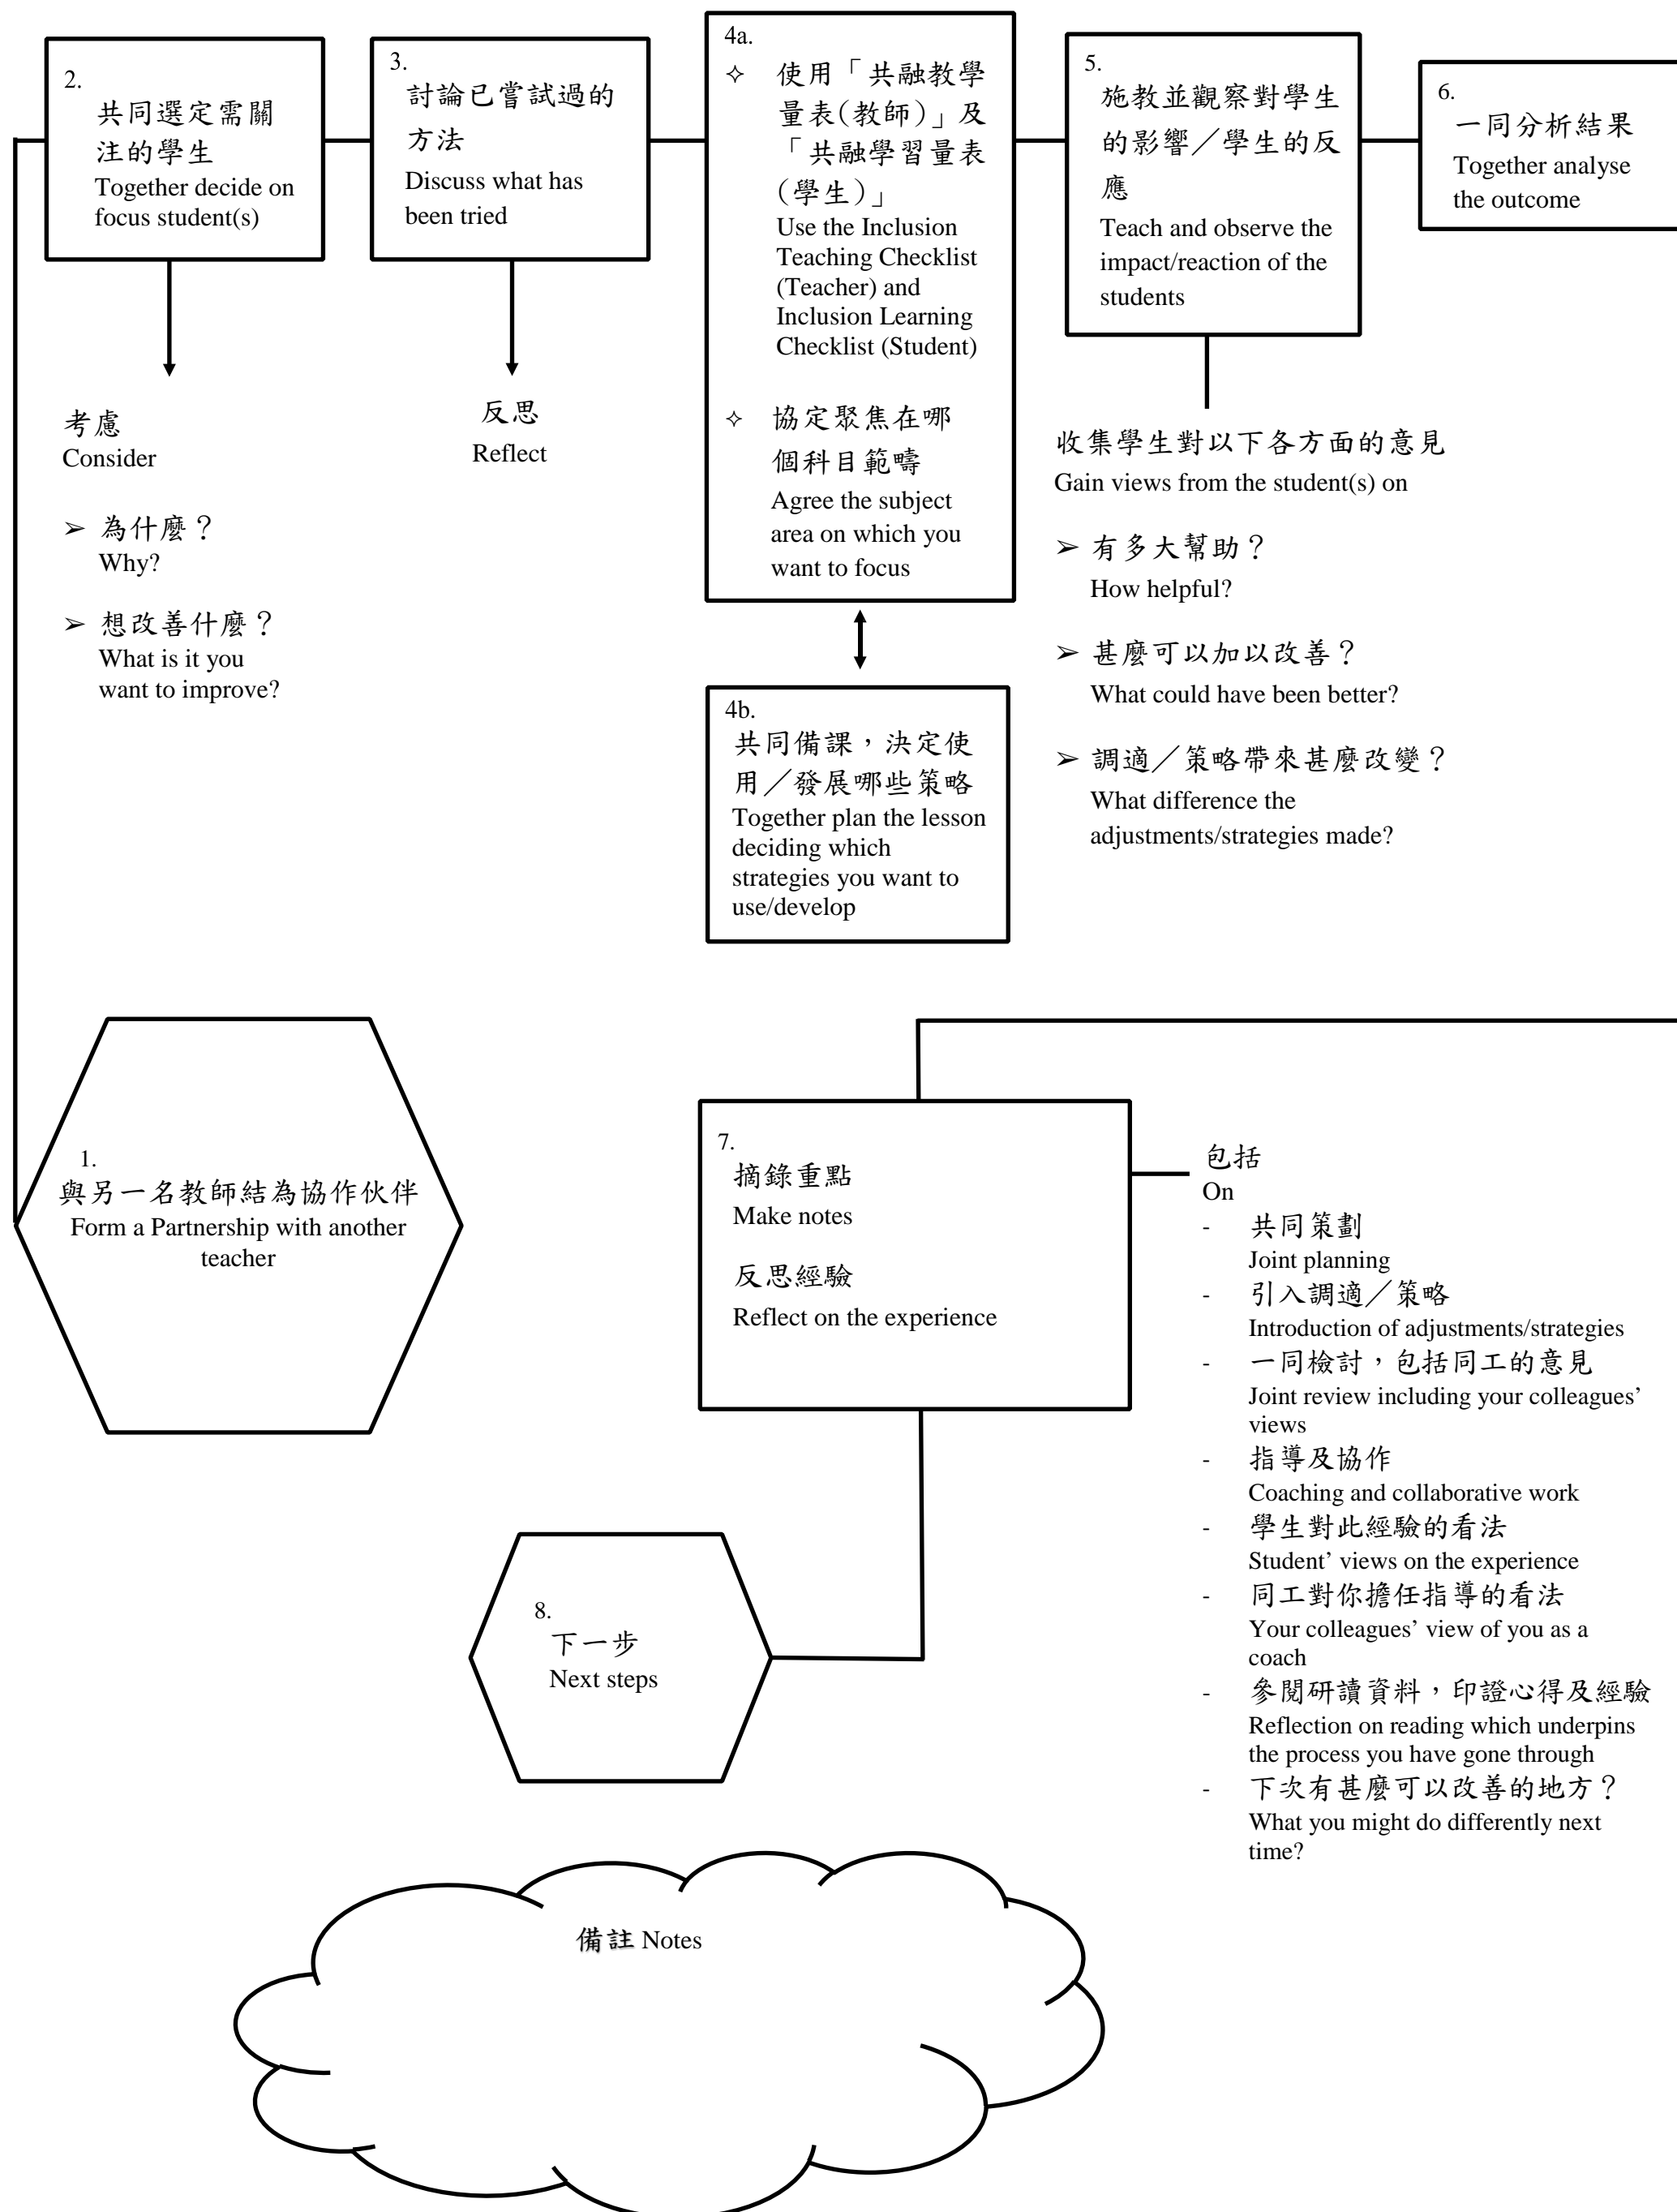 2.
共同選定需關
注的學生
Together decide on
focus student(s)
考慮
Consider
➢ 為什麼？
Why?
➢ 想改善什麼？
What is it you
want to improve?
3.
討論已嘗試過的
方法
Discuss what has
been tried
反思
Reflect
4a.
✧ 使用「共融教學
量表(教師)」及
「共融學習量表
(學生)」
Use the Inclusion
Teaching Checklist
(Teacher) and
Inclusion Learning
Checklist (Student)
✧ 協定聚焦在哪
個科目範疇
Agree the subject
area on which you
want to focus
4b.
共同備課，決定使
用／發展哪些策略
Together plan the lesson
deciding which
strategies you want to
use/develop
5.
施教並觀察對學生
的影響／學生的反
應
Teach and observe the
impact/reaction of the
students
收集學生對以下各方面的意見
Gain views from the student(s) on
➢ 有多大幫助？
How helpful?
➢ 甚麼可以加以改善？
What could have been better?
➢ 調適／策略帶來甚麼改變？
What difference the
adjustments/strategies made?
6.
一同分析結果
Together analyse
the outcome
1.
與另一名教師結為協作伙伴
Form a Partnership with another
teacher
7.
摘錄重點
Make notes
反思經驗
Reflect on the experience
包括
On
- 共同策劃
Joint planning
- 引入調適／策略
Introduction of adjustments/strategies
- 一同檢討，包括同工的意見
Joint review including your colleagues’
views
- 指導及協作
Coaching and collaborative work
- 學生對此經驗的看法
Student’ views on the experience
- 同工對你擔任指導的看法
Your colleagues’ view of you as a
coach
- 參閱研讀資料，印證心得及經驗
Reflection on reading which underpins
the process you have gone through
- 下次有甚麼可以改善的地方？
What you might do differently next
time?
8.
下一步
Next steps
備註 Notes